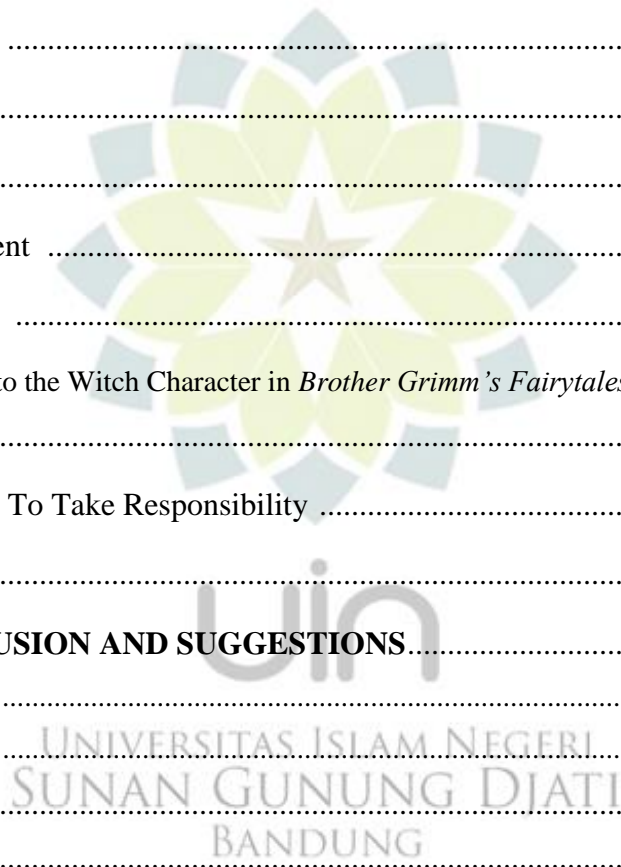 ................................................................................
................................................................................
................................................................................
ent ................................................................................
................................................................................
to the Witch Character in Brother Grimm's Fairytales
................................................................................
To Take Responsibility ................................................................................
................................................................................
uin
USION AND SUGGESTIONS................................................................................
................................................................................
UNIVERSITAS ISLAM NEGERI
................................................................................
SUNAN GUNUNG DJATI
................................................................................
BANDUNG
................................................................................